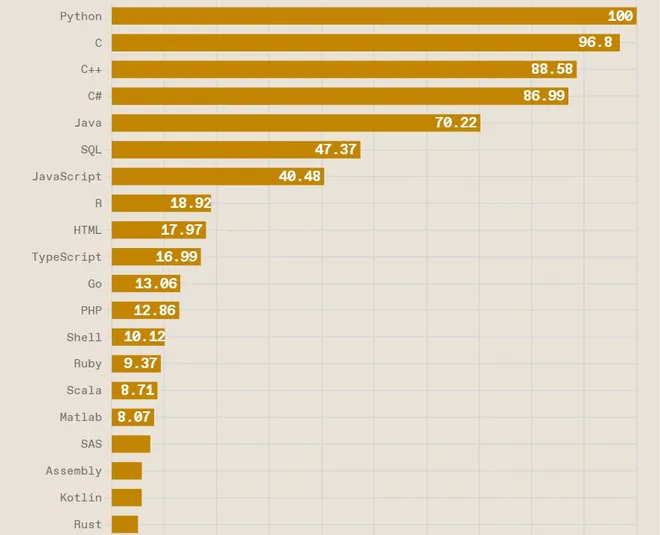 Python 100
C 96.8
C++ 88.58
C# 86.99
Java 70.22
SQL 47.37
JavaScript 40.48
R 18.92
HTML 17.97
TypeScript 16.99
Go 13.06
PHP 12.86
Shell 10.12
Ruby 9.37
Scala 8.71
Matlab 8.07
SAS
Assembly
Kotlin
Rust